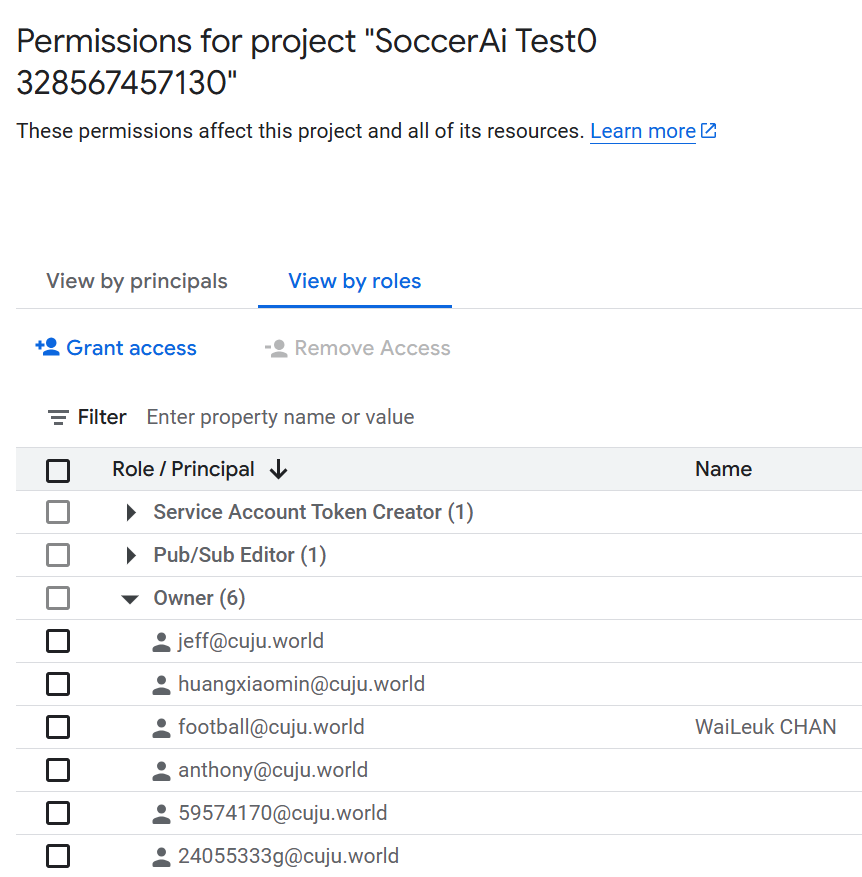 Permissions for project "SoccerAi Test0
328567457130"
These permissions affect this project and all of its resources. Learn more
View by principals View by roles
Grant access Remove Access
Filter Enter property name or value
Role / Principal Name
Service Account Token Creator (1)
Pub/Sub Editor (1)
Owner (6)
jeff@cuju.world
huangxiaomin@cuju.world
football@cuju.world WaiLeuk CHAN
anthony@cuju.world
59574170@cuju.world
24055333g@cuju.world